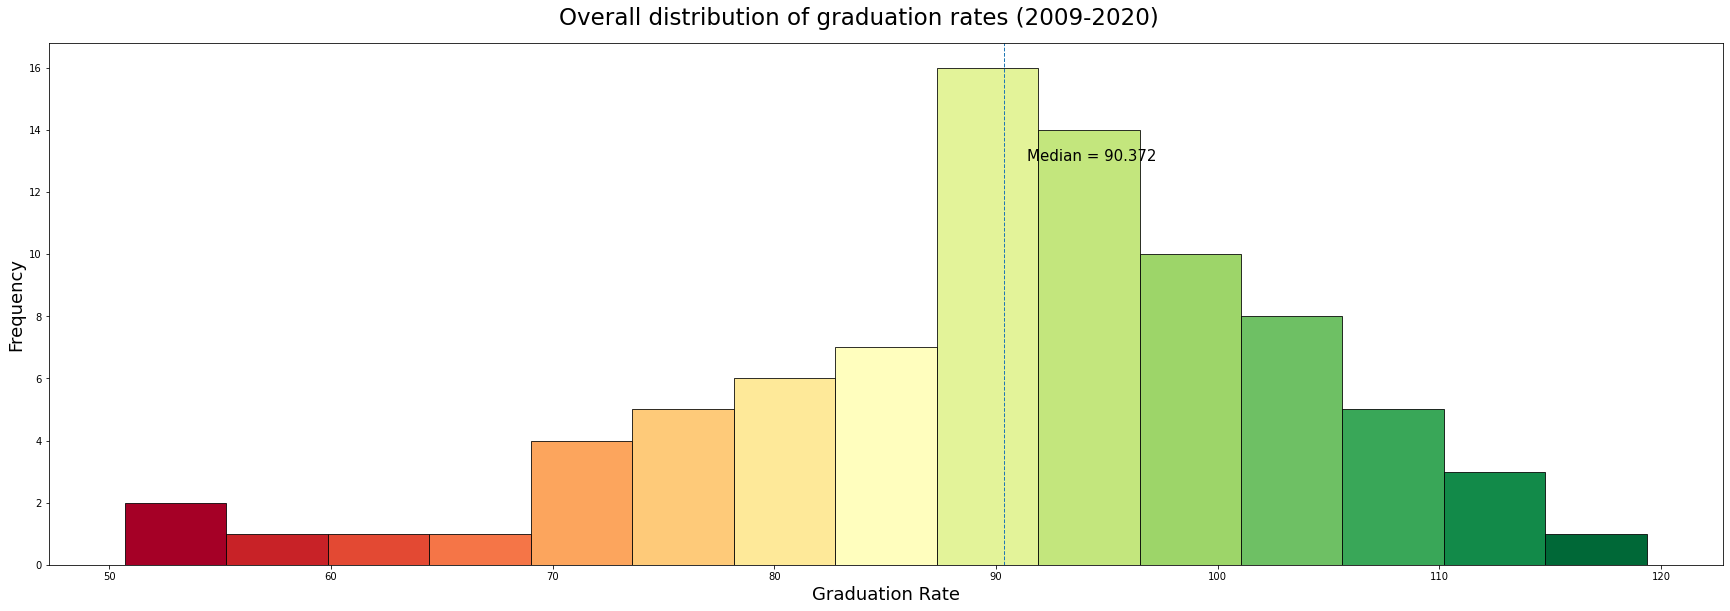 Overall distribution of graduation rates (2009-2020)
16
14
Median = 90.372
12
10
8
6
4
2
0
Frequency
50 60 70 80 90 100 110 120
Graduation Rate